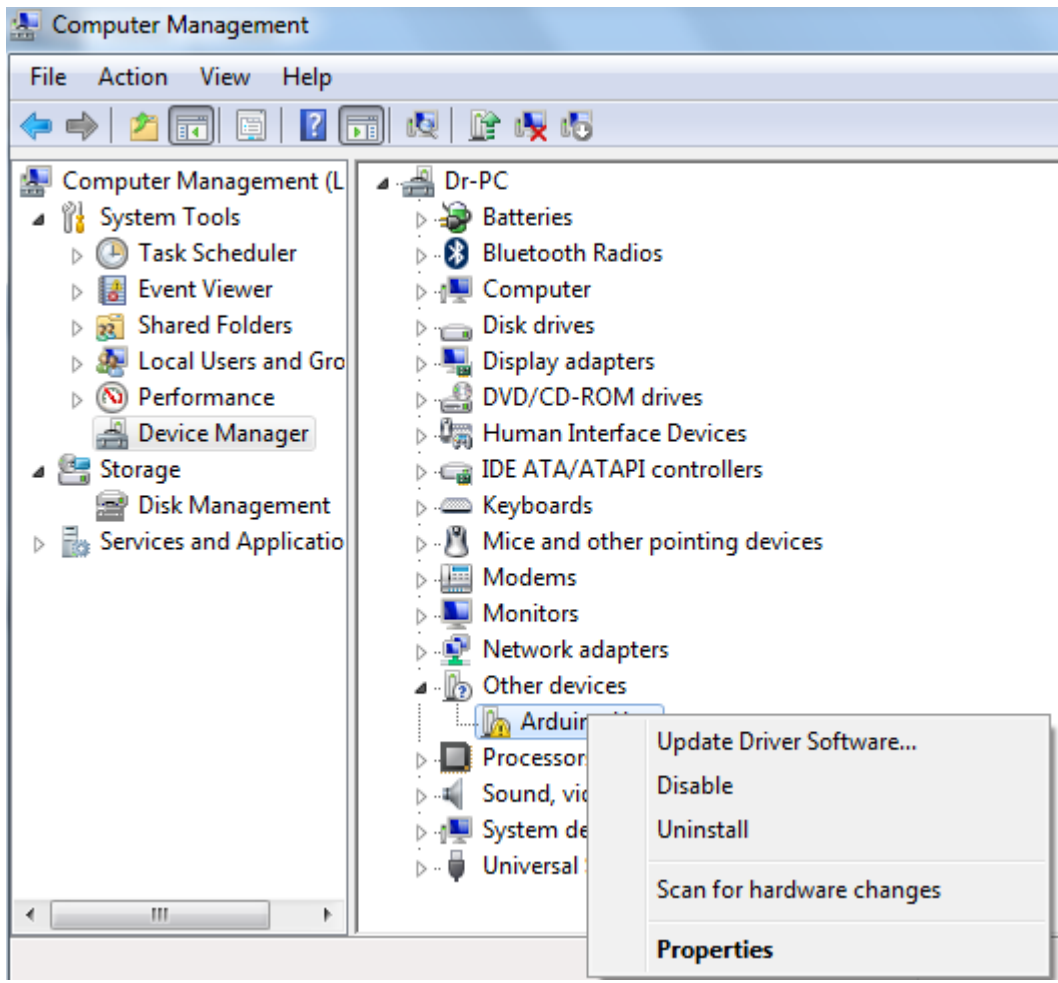 Computer Management
File Action View Help
Computer Management (L
System Tools
Task Scheduler
Event Viewer
Shared Folders
Local Users and Gro
Performance
Device Manager
Storage
Disk Management
Services and Applicatio
Dr-PC
Batteries
Bluetooth Radios
Computer
Disk drives
Display adapters
DVD/CD-ROM drives
Human Interface Devices
IDE ATA/ATAPI controllers
Keyboards
Mice and other pointing devices
Modems
Monitors
Network adapters
Other devices
Processor
Sound, vi
System de
Universal
Update Driver Software...
Disable
Uninstall
Scan for hardware changes
Properties